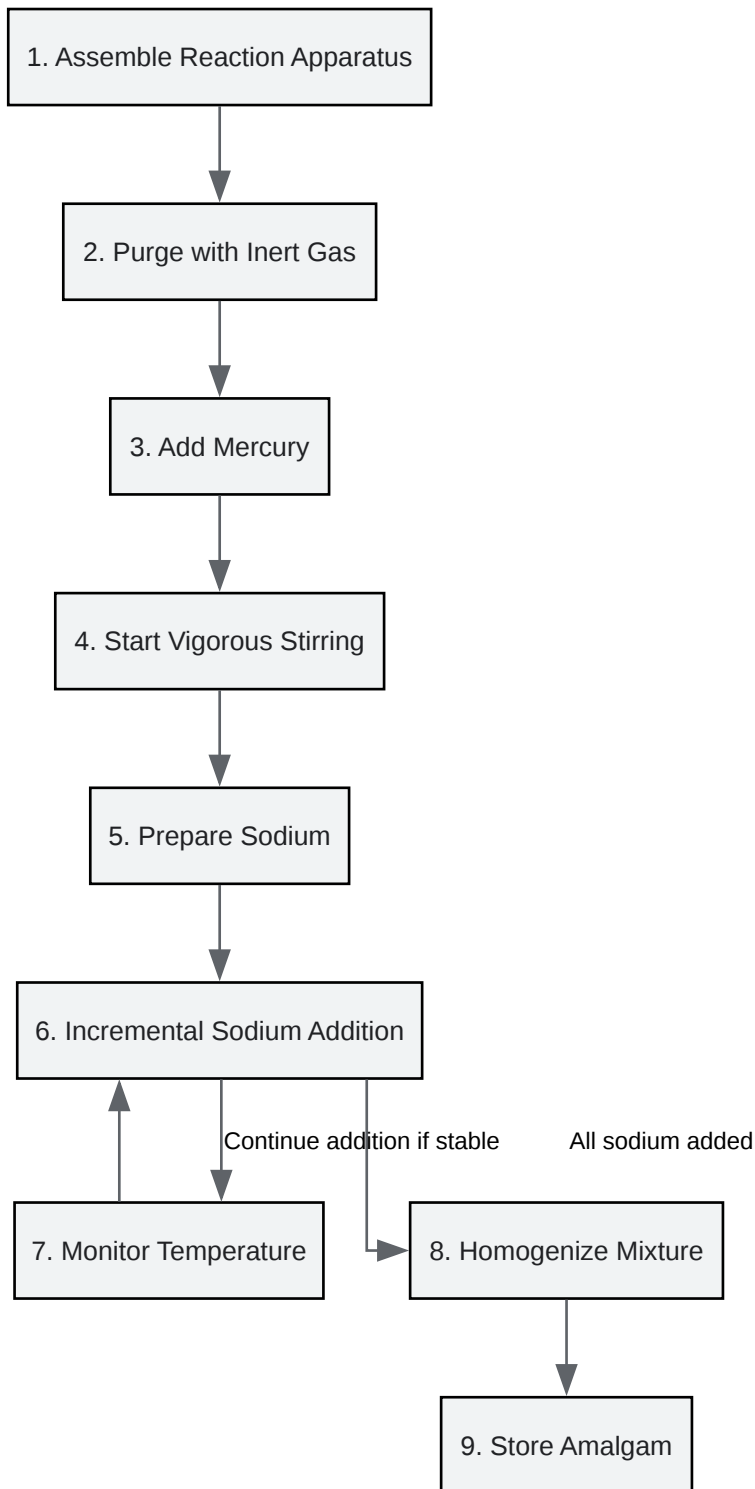 1. Assemble Reaction Apparatus
2. Purge with Inert Gas
3. Add Mercury
4. Start Vigorous Stirring
5. Prepare Sodium
6. Incremental Sodium Addition
Continue addition if stable
All sodium added
7. Monitor Temperature
8. Homogenize Mixture
9. Store Amalgam